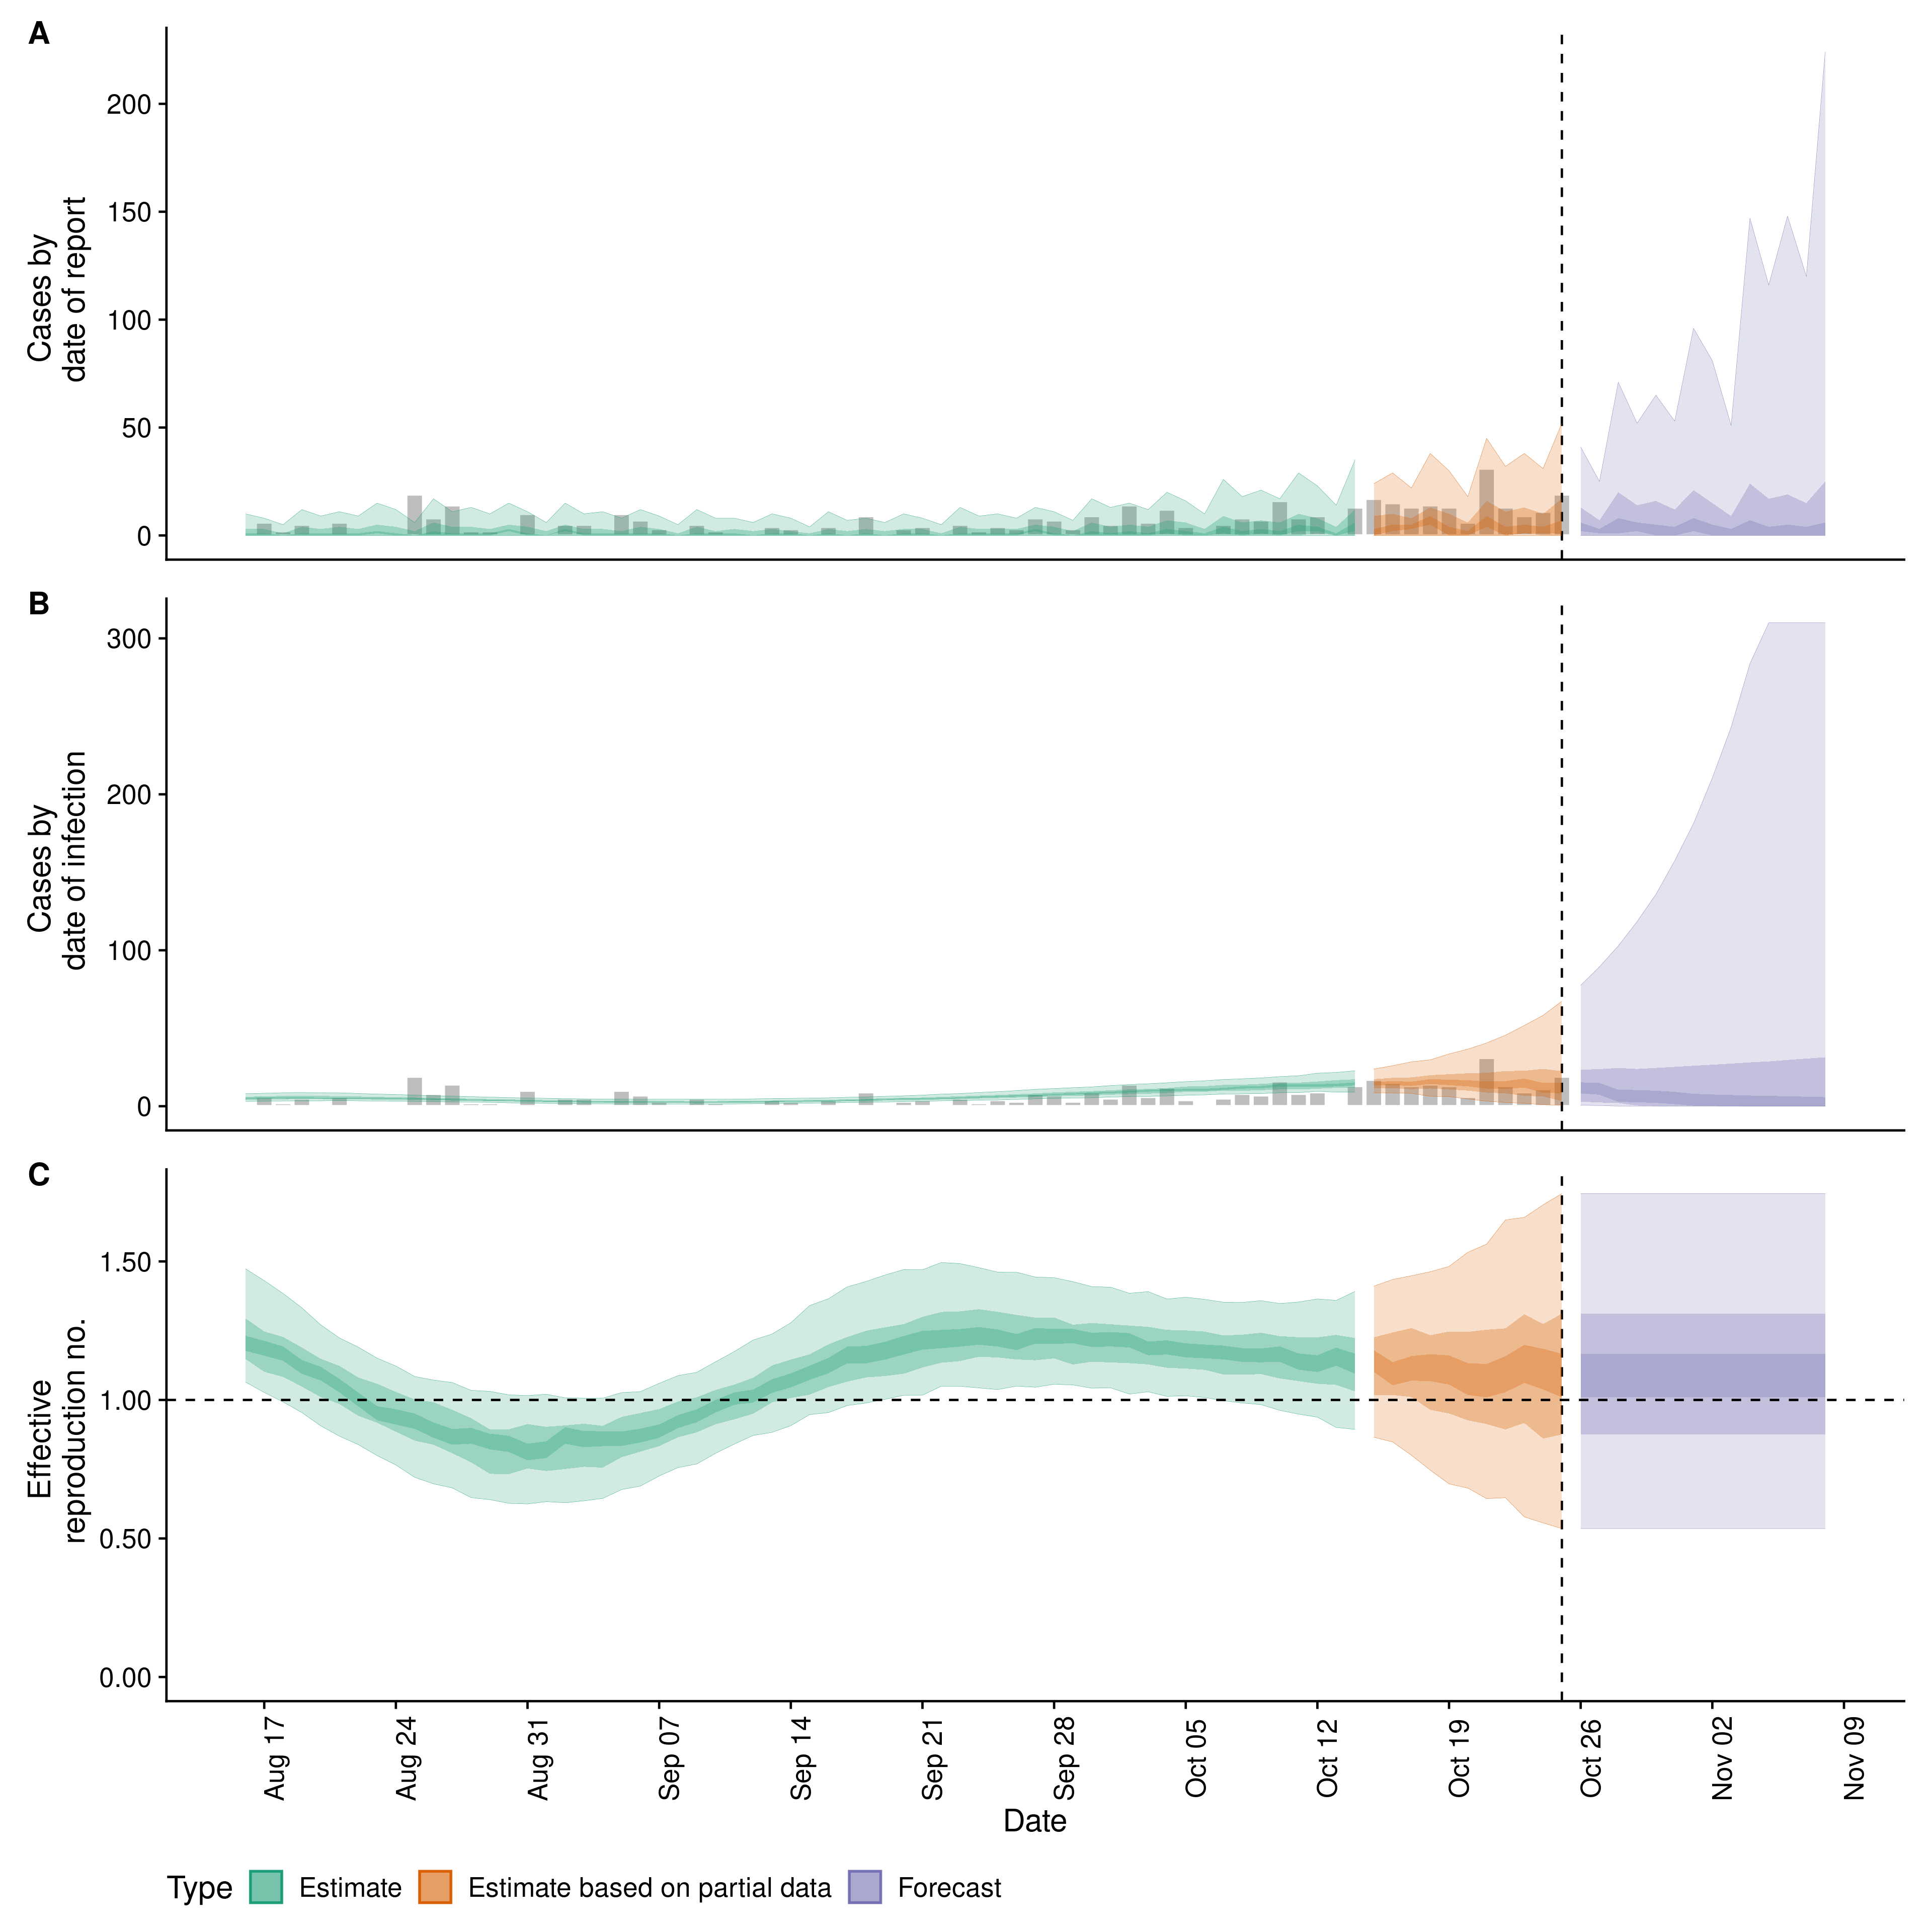 A
200
150
100
50
0
Cases by
date of report
B
300
200
100
0
Cases by
date of infection
C
1.50
1.00
0.50
0.00
Effective
reproduction no.
Aug 17
Aug 24
Aug 31
Sep 07
Sep 14
Sep 21
Sep 28
Oct 05
Oct 12
Oct 19
Oct 26
Nov 02
Nov 09
Date
Type Estimate Estimate based on partial data Forecast